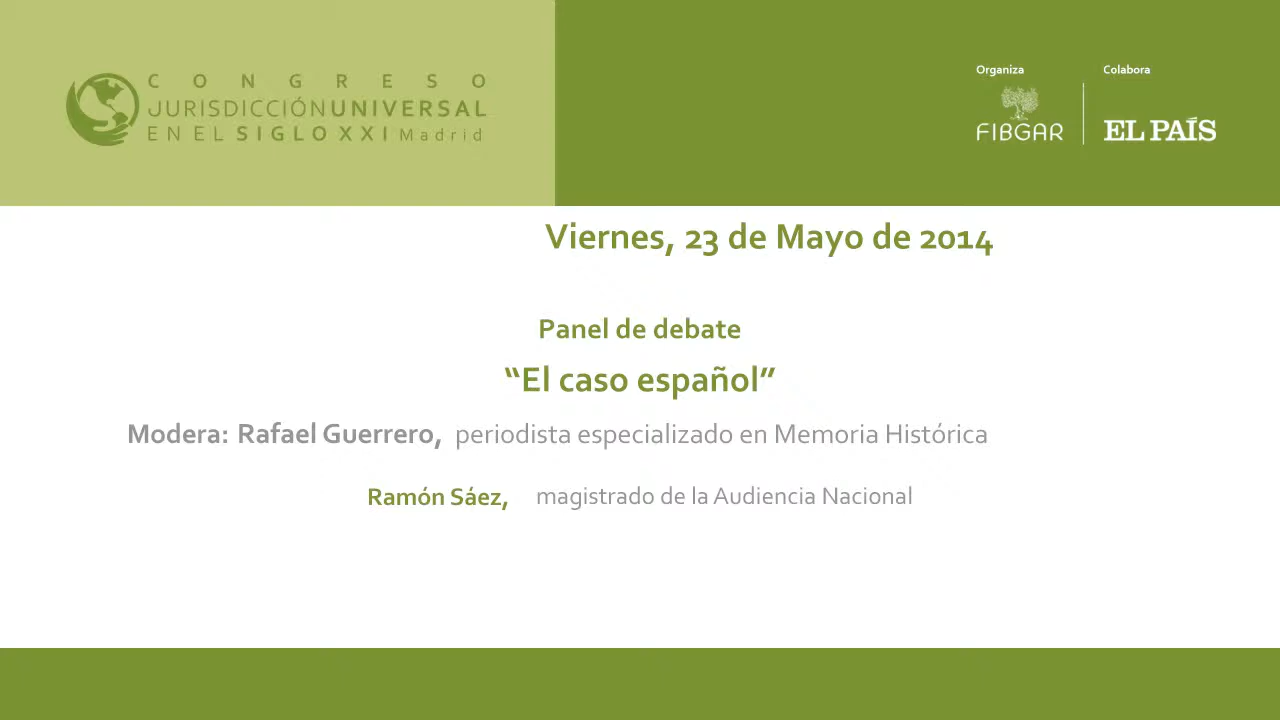 CONGRESO
JURISDICCIÓN UNIVERSAL
EN EL SIGLO XXI Madrid
Organiza
FIBGAR
Colabora
EL PAÍS
Viernes, 23 de Mayo de 2014
Panel de debate
“El caso español”
Modera: Rafael Guerrero, periodista especializado en Memoria Histórica
Ramón Sáez, magistrado de la Audiencia Nacional